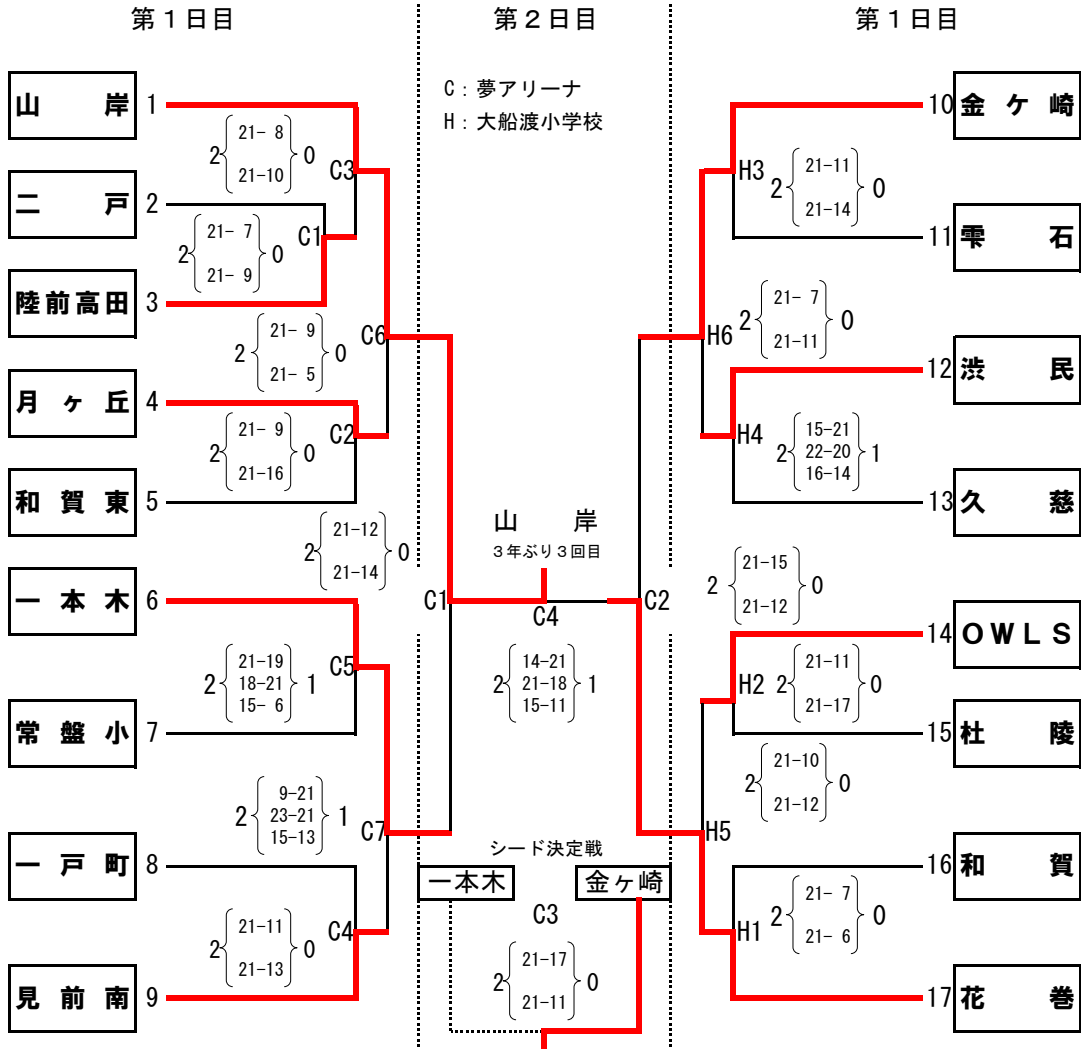 第１日目
第２日目
第１日目
C：夢アリーナ
H：大船渡小学校
山岸 1
2 21- 8 0
21-10
C3
二戸 2
2 21- 7 0
21- 9
C1
陸前高田 3
2 21- 9 0
21- 5
C6
月ヶ丘 4
2 21- 9 0
21-16
C2
和賀東 5
2 21-12 0
21-14
一本木 6
2 21-19 1
18-21
15- 6
C5
常盤小 7
2 9-21 1
23-21
15-13
C7
一戸町 8
2 21-11 0
21-13
C4
見前南 9
山岸
３年ぶり３回目
C1
C4
C2
2 14-21 1
21-18
15-11
シード決定戦
一本木
金ヶ崎
C3
2 21-17 0
21-11
10 金ケ崎
H3
2 21-11 0
21-14
11 雫石
H6
2 21- 7 0
21-11
12 渋民
H4
2 15-21 1
22-20
16-14
13 久慈
2 21-15 0
21-12
14 ＯＷＬＳ
H2
2 21-11 0
21-17
15 杜陵
2 21-10 0
21-12
H5
16 和賀
H1
2 21- 7 0
21- 6
17 花巻